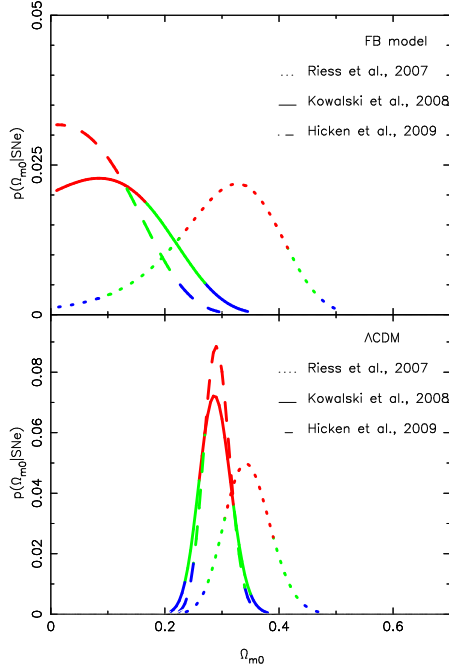 0.05
FB model
Riess et al., 2007
Kowalski et al., 2008
Hicken et al., 2009
0.025
p(Ωm0|SNe)
0
ΛCDM
Riess et al., 2007
Kowalski et al., 2008
Hicken et al., 2009
0.08
0.06
p(Ωm0|SNe)
0.04
0.02
0
0 0.2 0.4 0.6
Ωm0